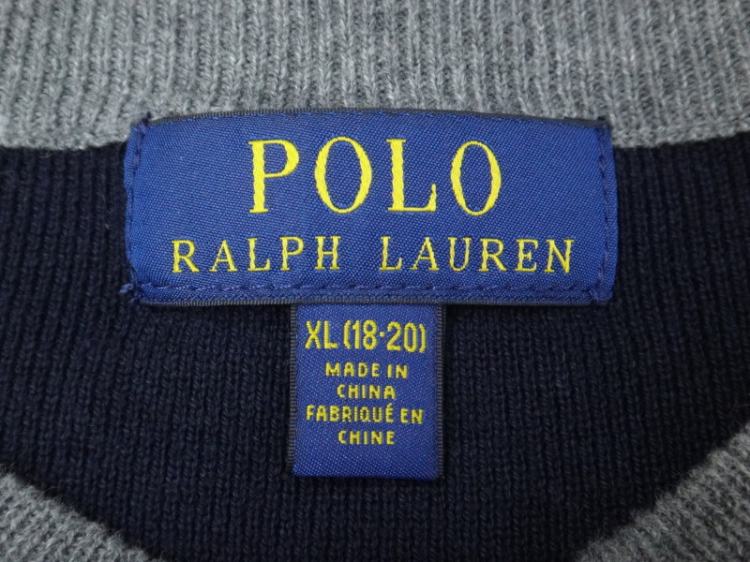 POLO
RALPH LAUREN
XL (18·20)
MADE IN
CHINA
FABRIQUÉ EN
CHINE